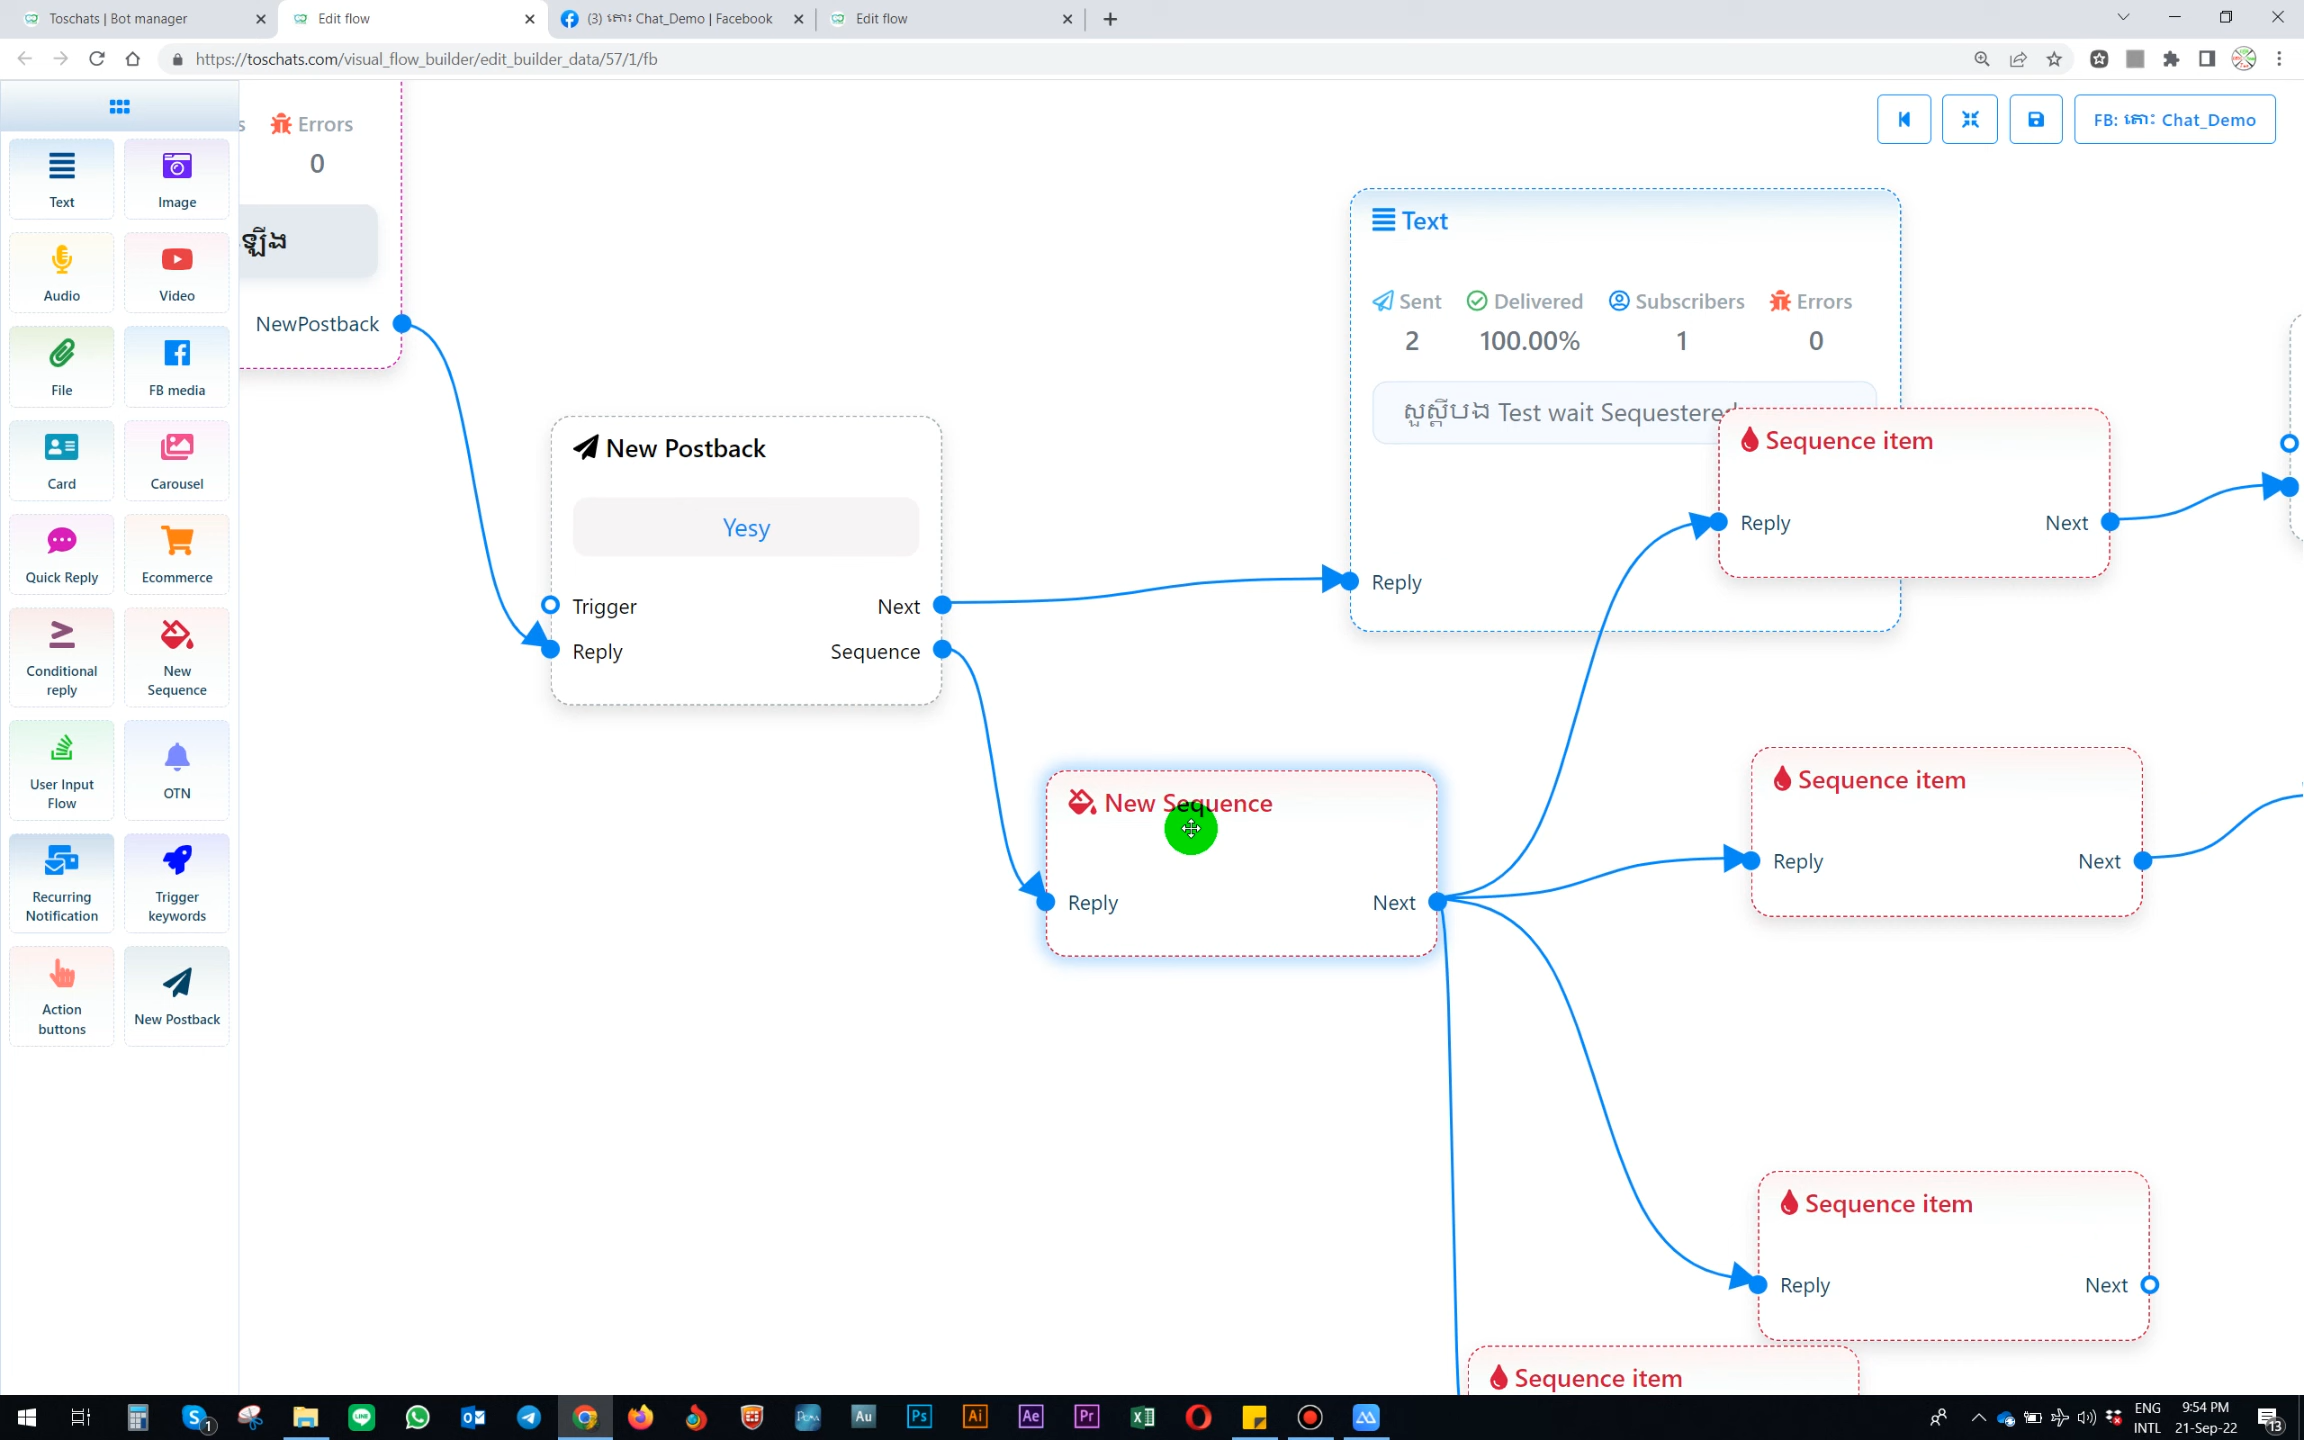 Toschats | Bot manager
Edit flow
(3) តោះ Chat_Demo | Facebook
Edit flow
https://toschats.com/visual_flow_builder/edit_builder_data/57/1/fb
FB: តោះ Chat_Demo
Text
Image
Audio
Video
File
FB media
Card
Carousel
Quick Reply
Ecommerce
Conditional
reply
New
Sequence
User Input
Flow
OTN
Recurring
Notification
Trigger
keywords
Action
buttons
New Postback
s
Errors
0
NewPostback
New Postback
Yesy
Trigger
Next
Reply
Sequence
Text
Sent
Delivered
Subscribers
Errors
2
100.00%
1
0
សួស្តីបង Test wait Sequestered
Reply
Sequence item
Reply
Next
New Sequence
Reply
Next
Sequence item
Reply
Next
Sequence item
Reply
Next
Sequence item
1
ENG
INTL
9:54 PM
21-Sep-22
13